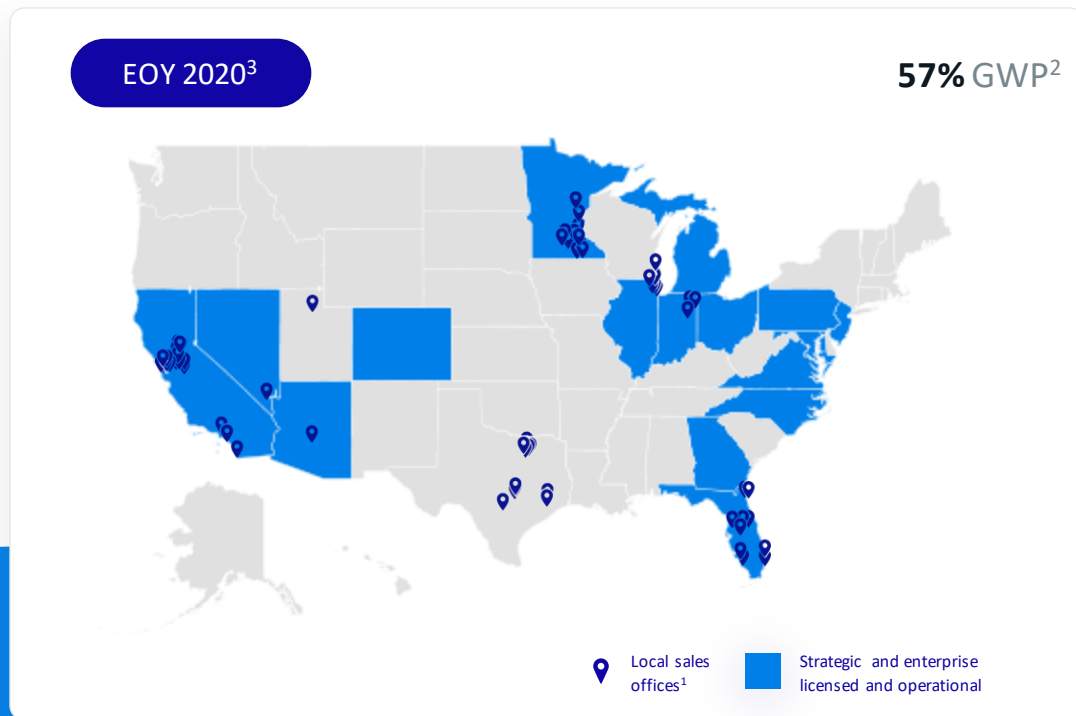 EOY 2020³
57% GWP²
Local sales
offices¹
Strategic and enterprise
licensed and operational